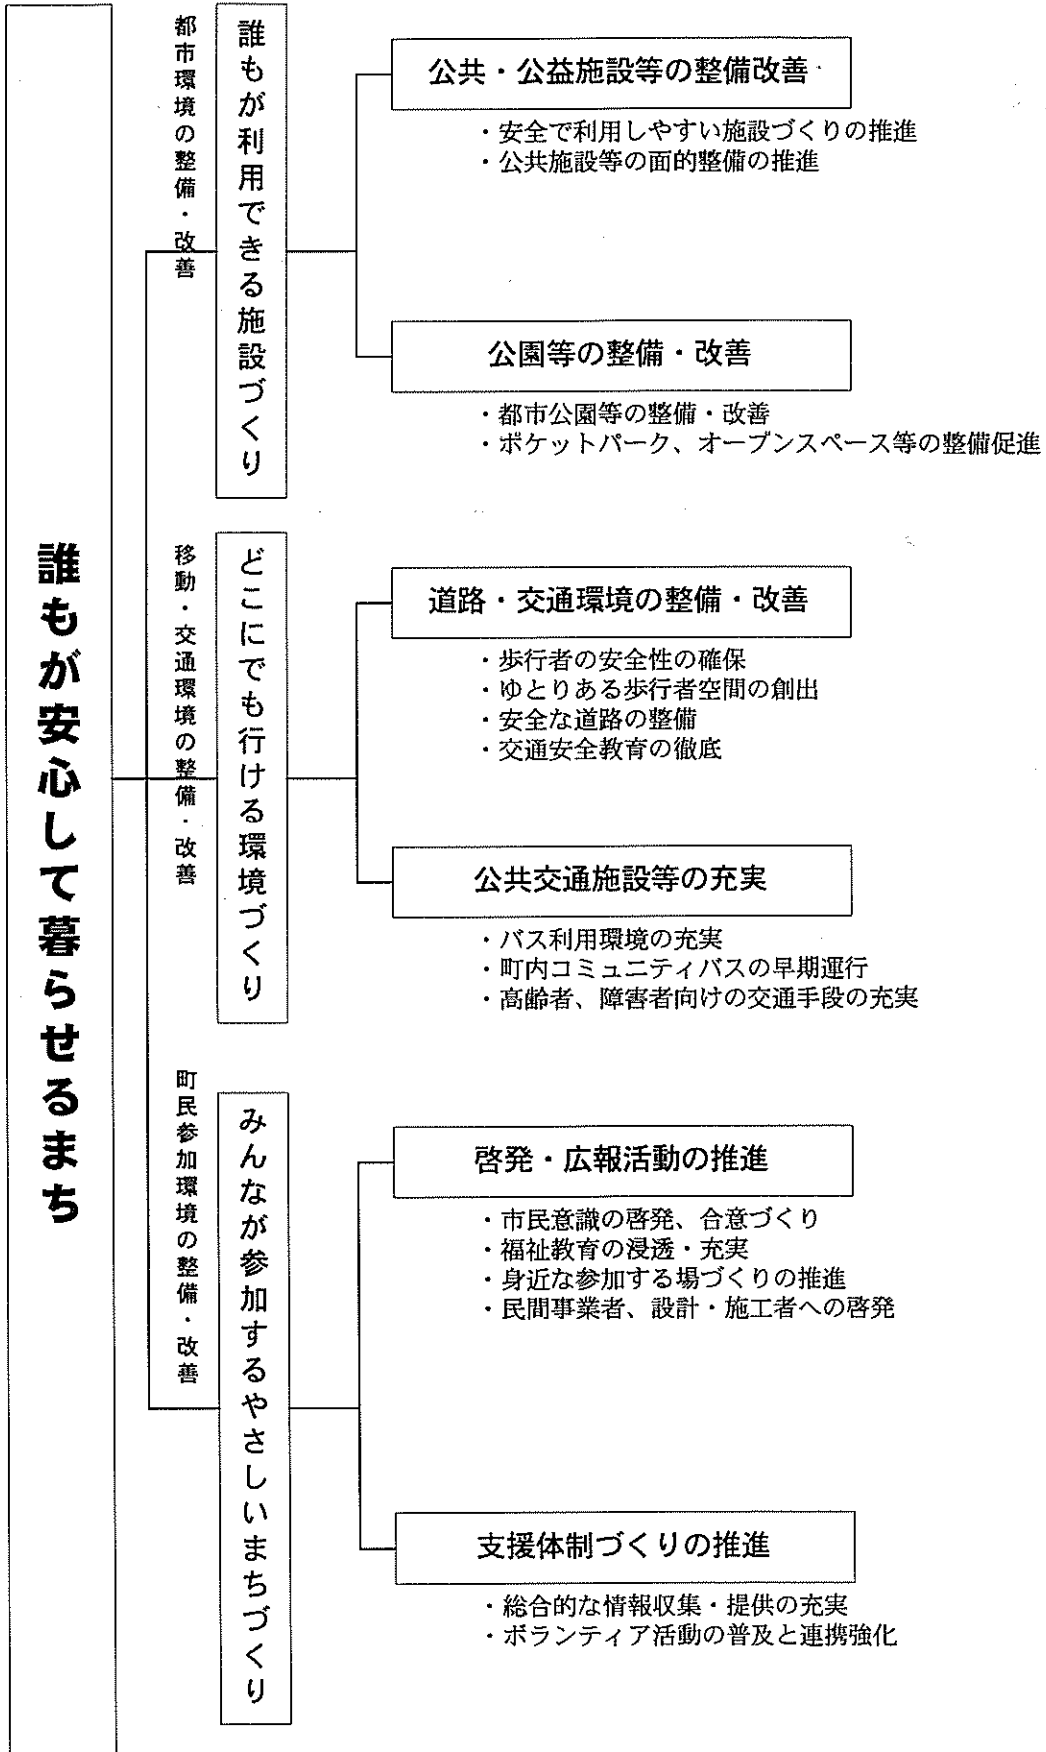 誰もが安心して暮らせるまち
都市環境の整備・改善
誰もが利用できる施設づくり
公共・公益施設等の整備改善
・安全で利用しやすい施設づくりの推進
・公共施設等の面的整備の推進
公園等の整備・改善
・都市公園等の整備・改善
・ポケットパーク、オープンスペース等の整備促進
移動・交通環境の整備・改善
どこにでも行ける環境づくり
道路・交通環境の整備・改善
・歩行者の安全性の確保
・ゆとりある歩行者空間の創出
・安全な道路の整備
・交通安全教育の徹底
公共交通施設等の充実
・バス利用環境の充実
・町内コミュニティバスの早期運行
・高齢者、障害者向けの交通手段の充実
町民参加環境の整備・改善
みんなが参加するやさしいまちづくり
啓発・広報活動の推進
・市民意識の啓発、合意づくり
・福祉教育の浸透・充実
・身近な参加する場づくりの推進
・民間事業者、設計・施工者への啓発
支援体制づくりの推進
・総合的な情報収集・提供の充実
・ボランティア活動の普及と連携強化